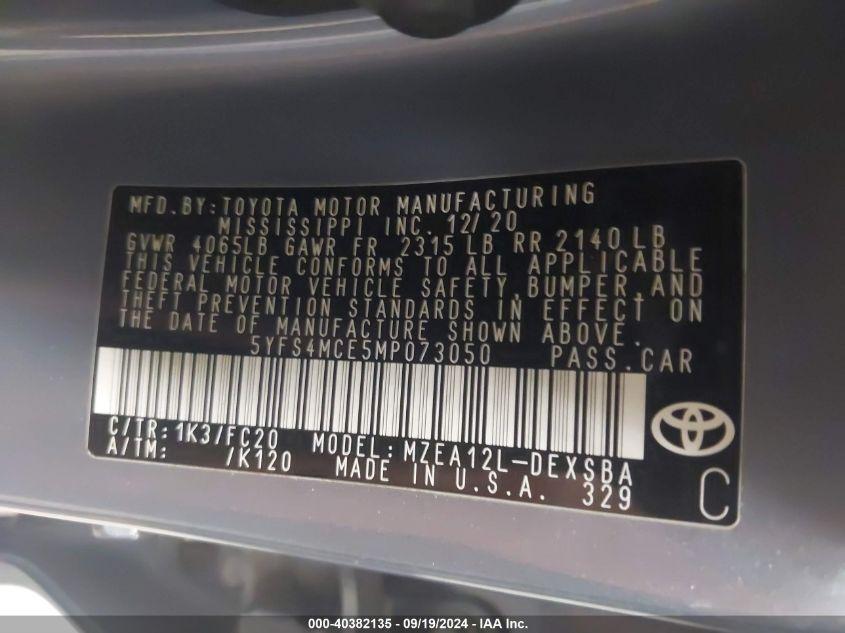 MFD. BY: TOYOTA MOTOR MANUFACTURING
MISSISSIPPI INC. 12/20
GVWR 4065LB GAWR FR 2315 LB RR 2140 LB
THIS VEHICLE CONFORMS TO ALL APPLICABLE
FEDERAL MOTOR VEHICLE SAFETY, BUMPER, AND
THEFT PREVENTION STANDARDS IN EFFECT ON
THE DATE OF MANUFACTURE SHOWN ABOVE.
5YFS4MCE5MP073050 PASS. CAR
C/TR: 1K3/FC20 MODEL: MZEA12L-DEXSBA
A/TM: /K120 MADE IN U.S.A. 329
C
000-40382135 - 09/19/2024 - IAA Inc.